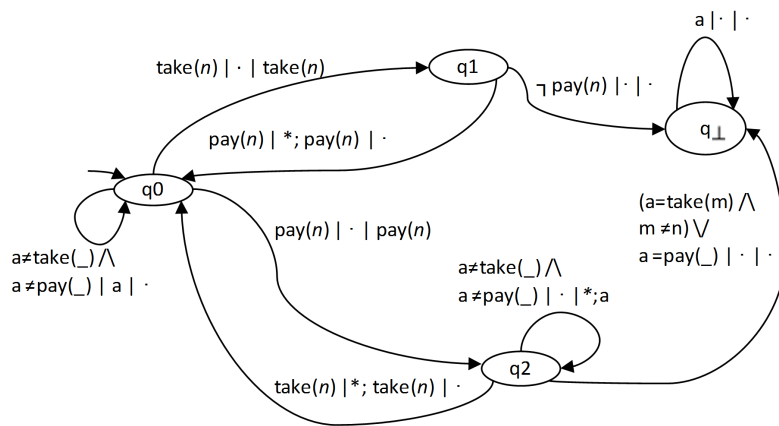 a | · | ·
take(n) | · | take(n)
q1
¬ pay(n) | · | ·
q⊥
pay(n) | *; pay(n) | ·
q0
(a=take(m) /\
m ≠n) \/
a =pay(_) | · | ·
pay(n) | · | pay(n)
a≠take(_) /\
a ≠pay(_) | a | ·
a≠take(_) /\
a ≠pay(_) | · |*;a
q2
take(n) |*; take(n) | ·